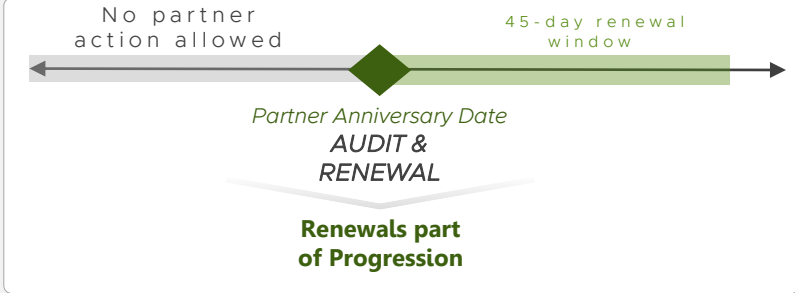 No partner
action allowed
45-day renewal
window
Partner Anniversary Date
AUDIT &
RENEWAL
Renewals part
of Progression